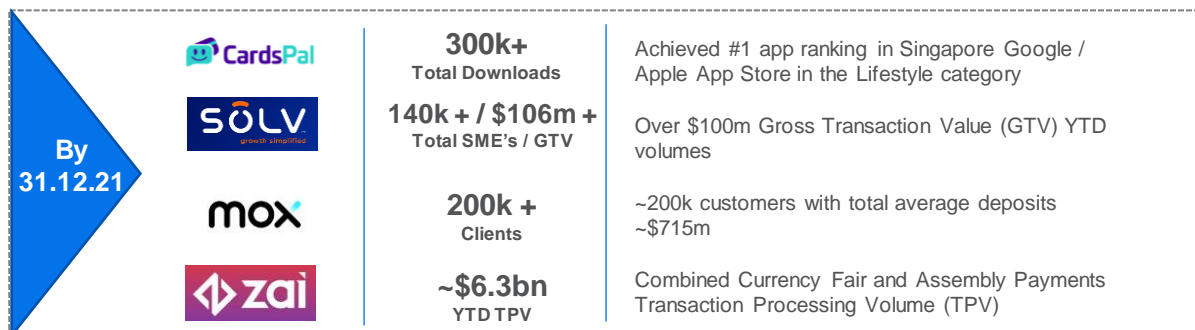 By
31.12.21
CardsPal
300k+
Total Downloads
Achieved #1 app ranking in Singapore Google /
Apple App Store in the Lifestyle category
SōLV
growth simplified
140k + / $106m +
Total SME's / GTV
Over $100m Gross Transaction Value (GTV) YTD
volumes
mox
200k +
Clients
~200k customers with total average deposits
~$715m
zai
~$6.3bn
YTD TPV
Combined Currency Fair and Assembly Payments
Transaction Processing Volume (TPV)